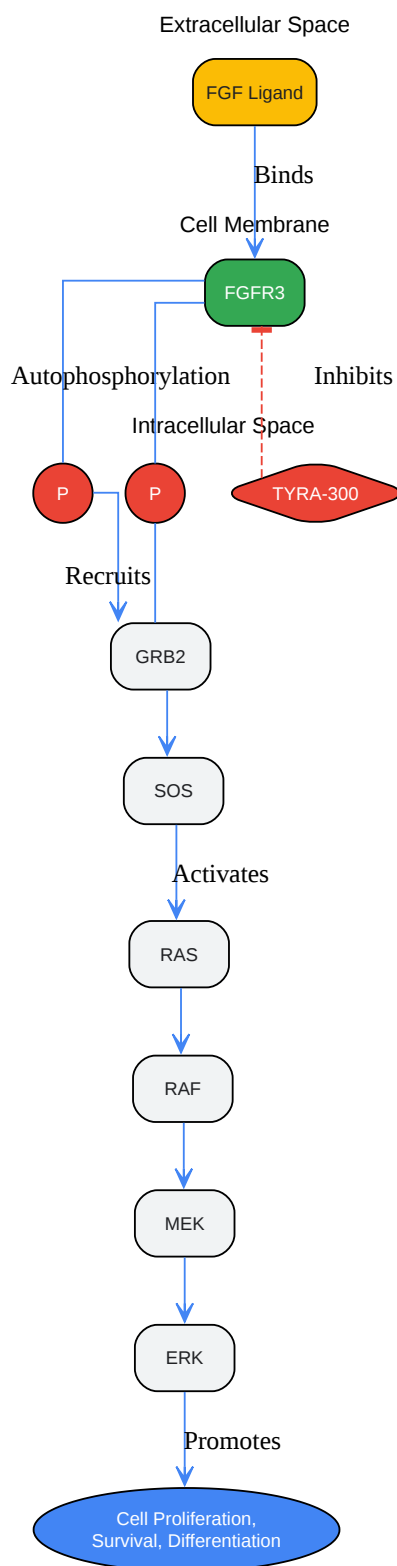 Extracellular Space
FGF Ligand
Binds
Cell Membrane
FGFR3
Autophosphorylation
Inhibits
Intracellular Space
P
P
TYRA-300
Recruits
GRB2
SOS
Activates
RAS
RAF
MEK
ERK
Promotes
Cell Proliferation,
Survival, Differentiation